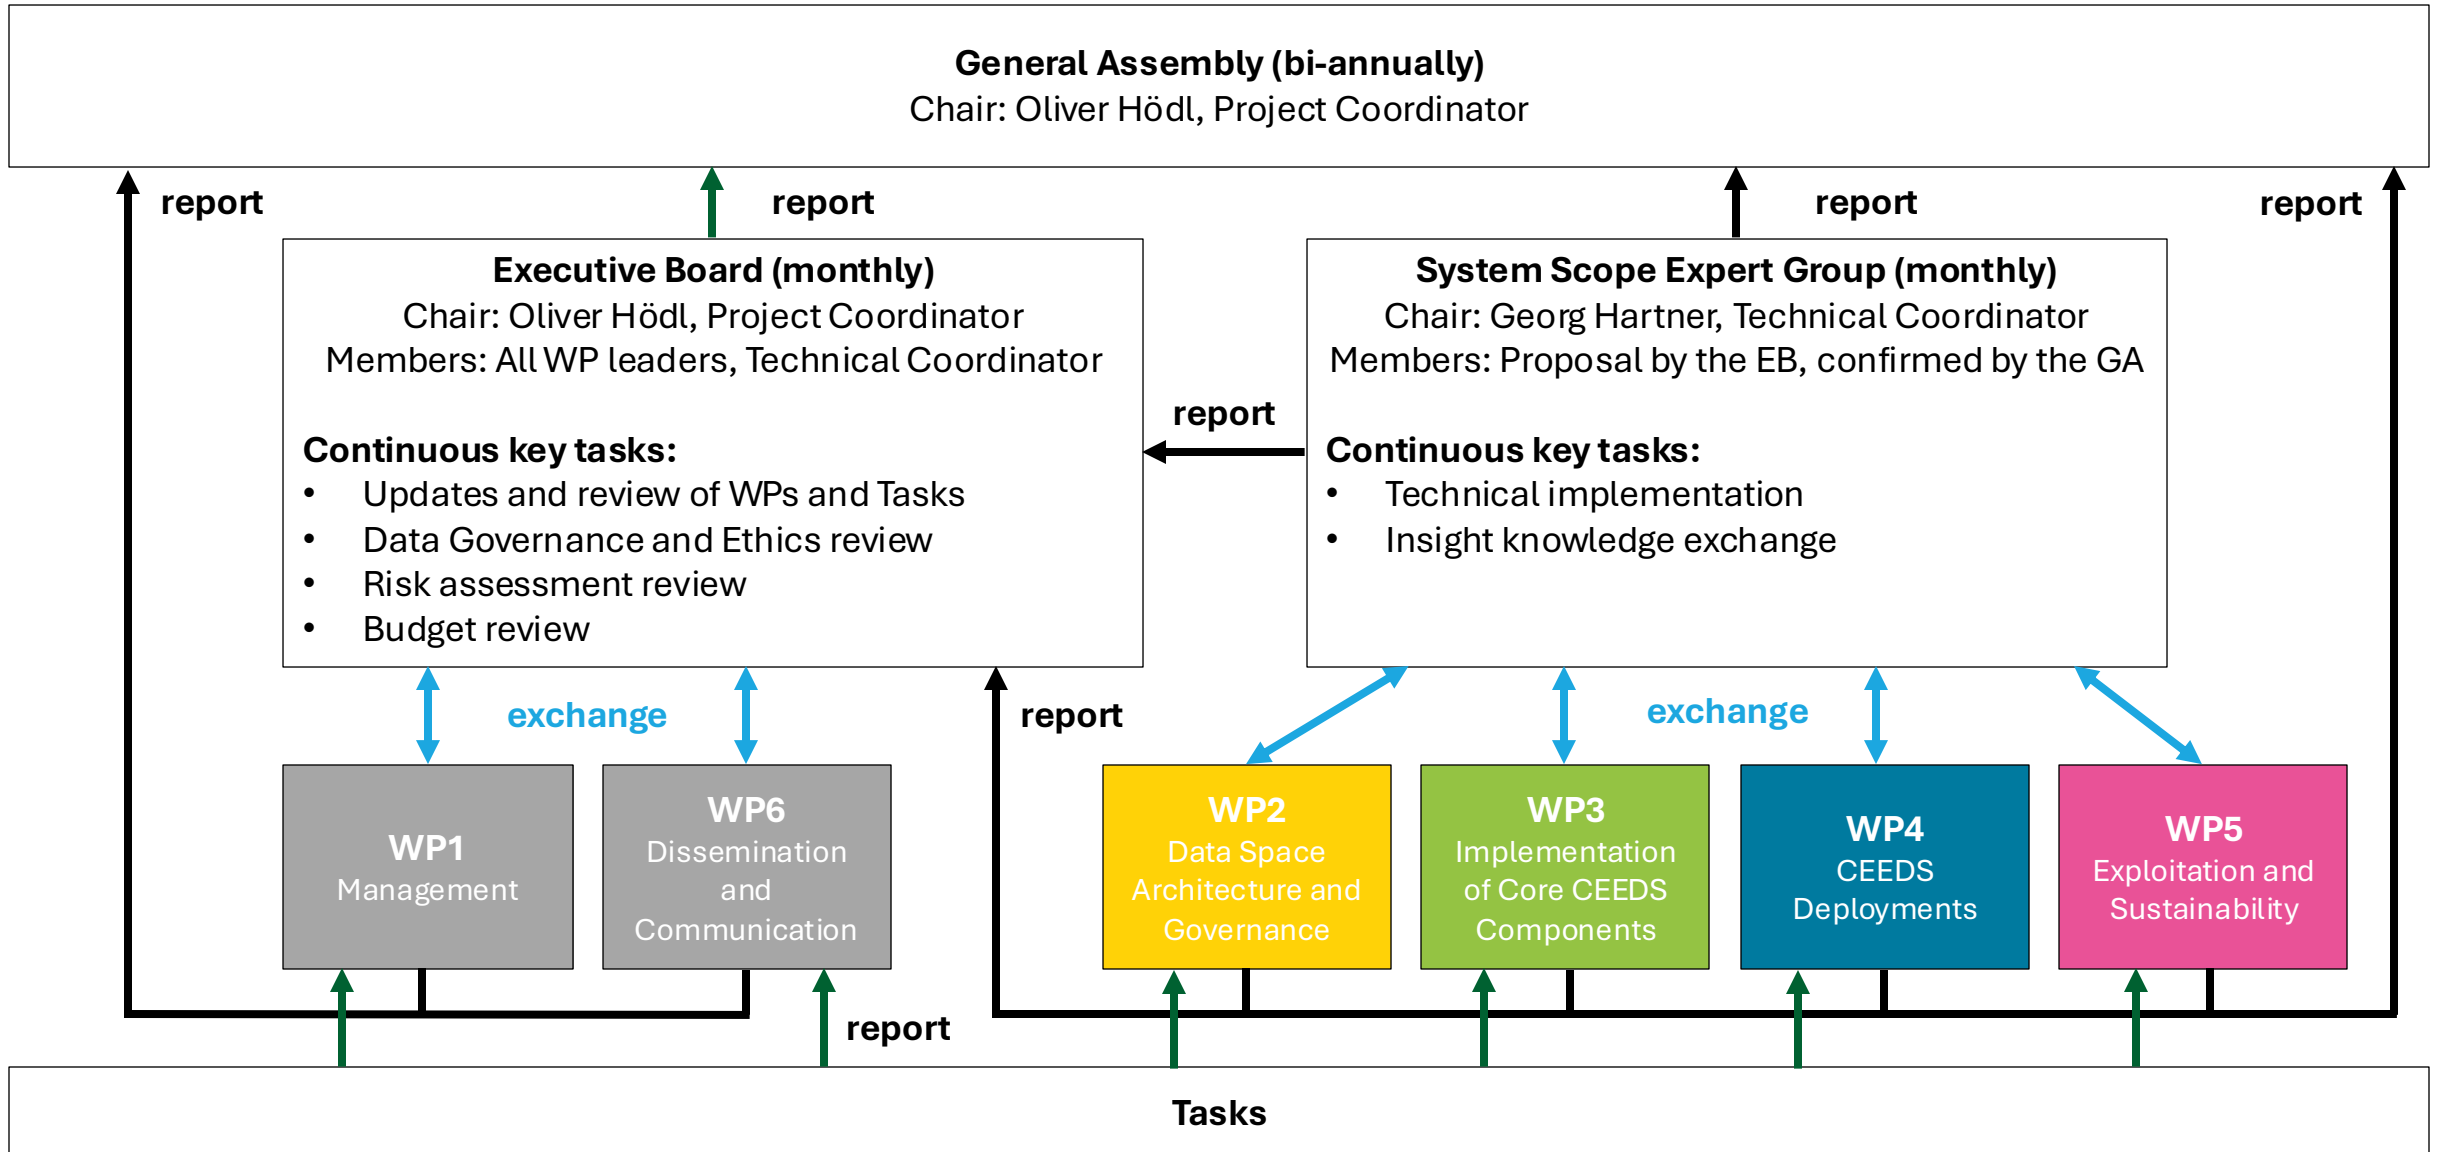 General Assembly (bi-annually)
Chair: Oliver Hödl, Project Coordinator
report
report
report
report
Executive Board (monthly)
Chair: Oliver Hödl, Project Coordinator
Members: All WP leaders, Technical Coordinator
Continuous key tasks:
• Updates and review of WPs and Tasks
• Data Governance and Ethics review
• Risk assessment review
• Budget review
report
System Scope Expert Group (monthly)
Chair: Georg Hartner, Technical Coordinator
Members: Proposal by the EB, confirmed by the GA
Continuous key tasks:
• Technical implementation
• Insight knowledge exchange
exchange
report
exchange
WP1
Management
WP6
Dissemination
and
Communication
WP2
Data Space
Architecture and
Governance
WP3
Implementation
of Core CEEDS
Components
WP4
CEEDS
Deployments
WP5
Exploitation and
Sustainability
report
Tasks